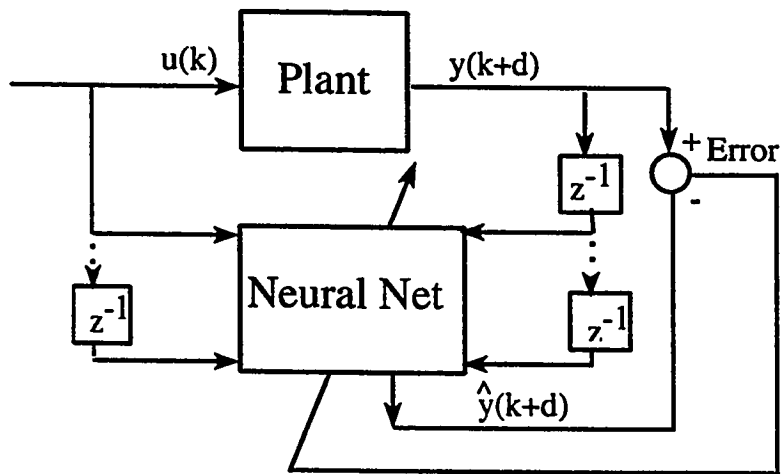 u(k)
Plant
y(k+d)
+
Error
z⁻¹
-
Neural Net
z⁻¹
z⁻¹
ŷ(k+d)